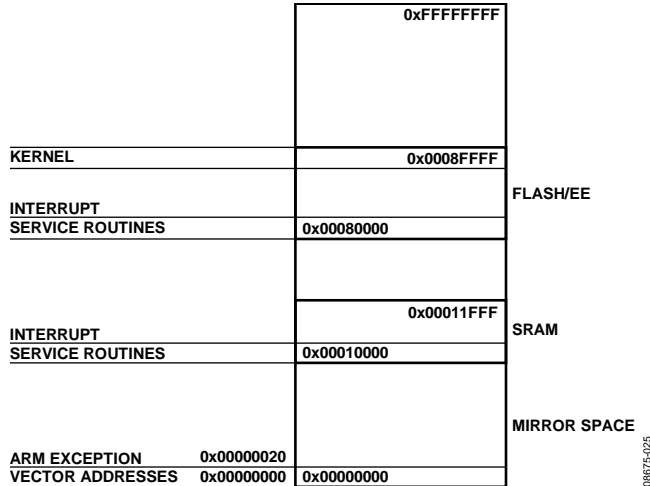 0xFFFFFFFF
KERNEL
0x0008FFFF
FLASH/EE
INTERRUPT
SERVICE ROUTINES
0x00080000
0x00011FFF
SRAM
INTERRUPT
SERVICE ROUTINES
0x00010000
MIRROR SPACE
ARM EXCEPTION 0x00000020
VECTOR ADDRESSES 0x00000000 0x00000000
08675-025